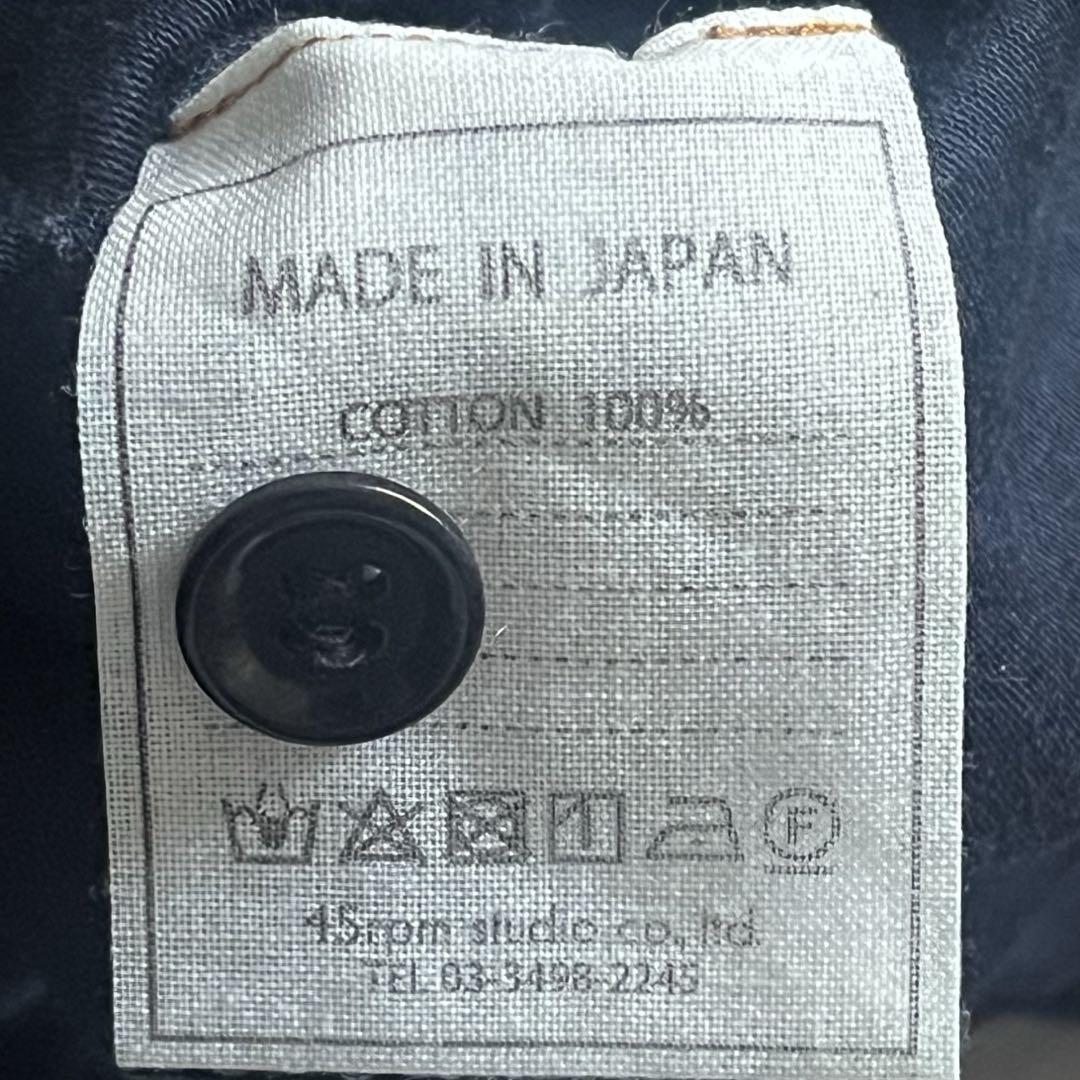 MADE IN JAPAN
COTTON 100%
F
45rpm studio co., ltd.
TEL 03-3498-2245